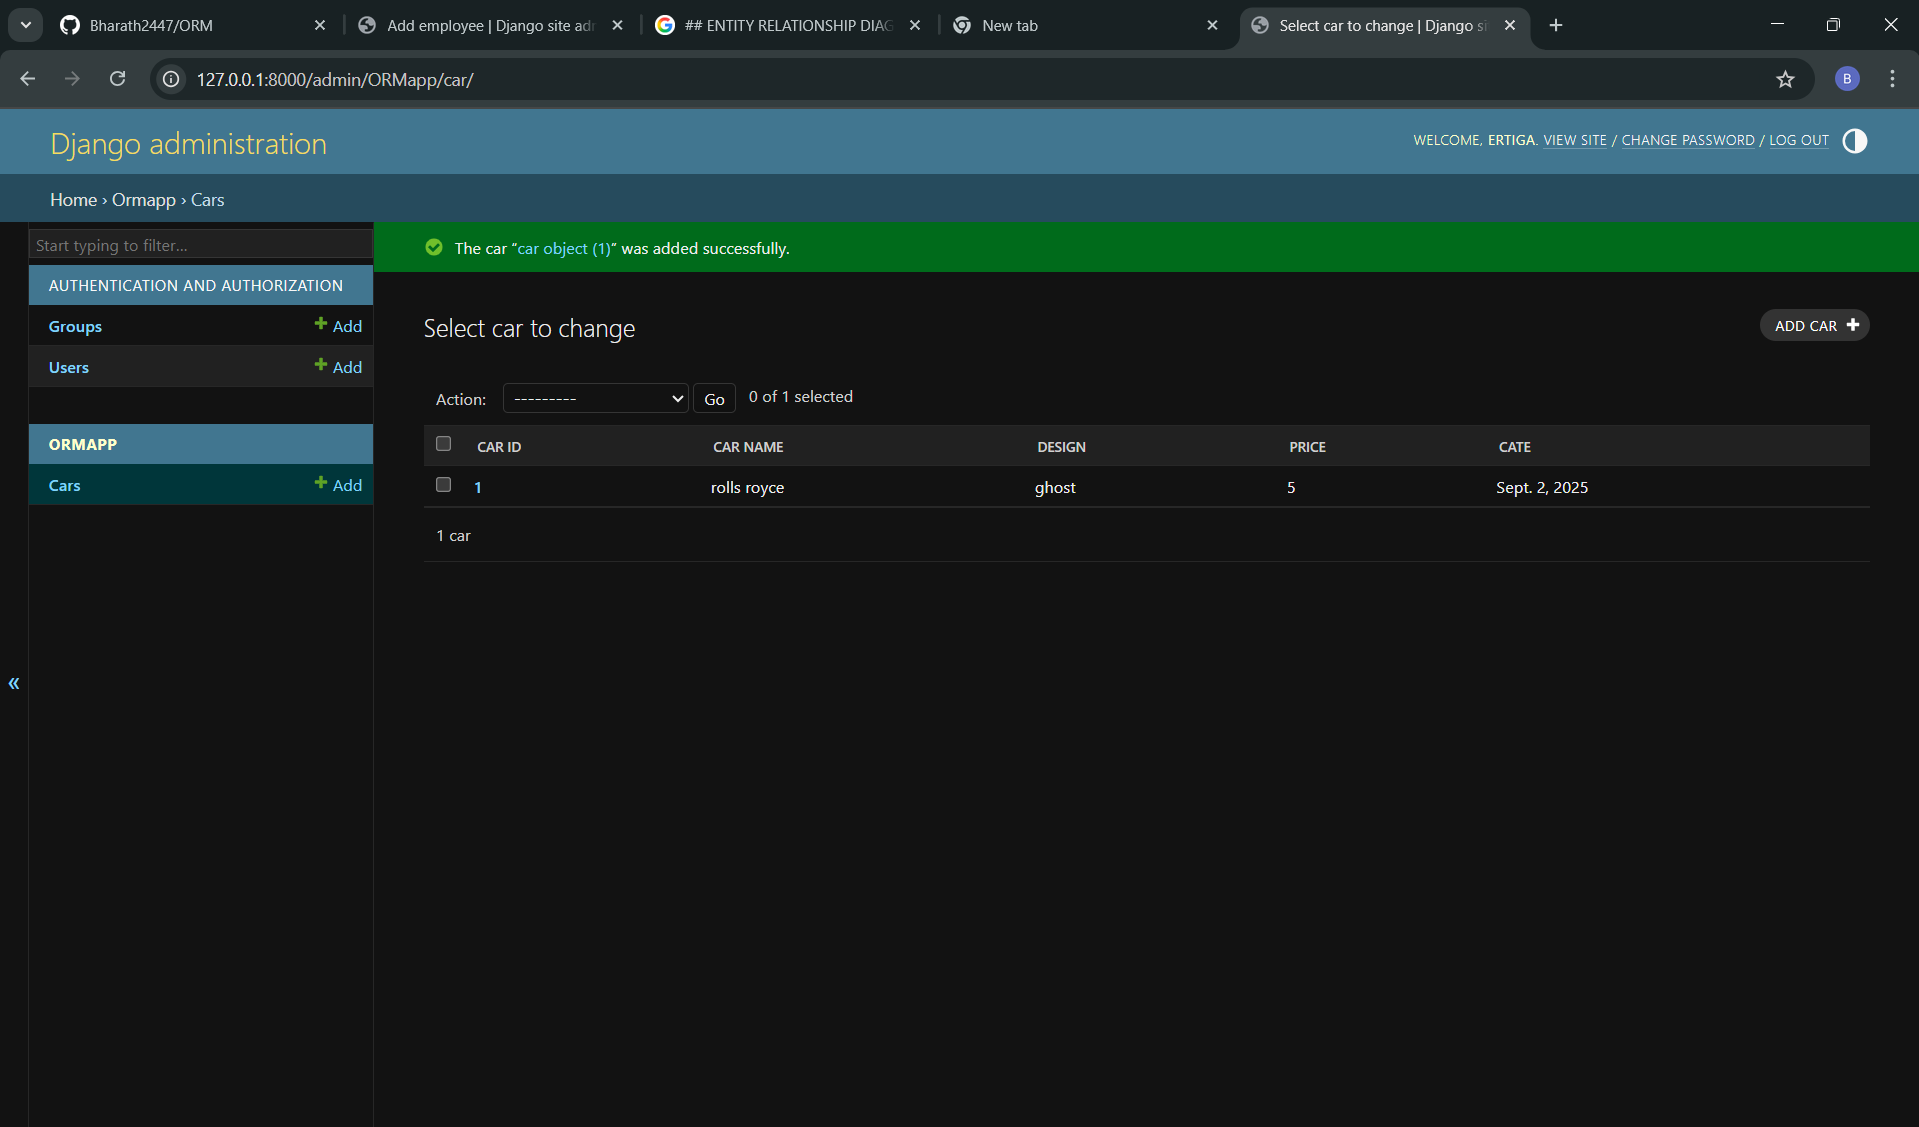 Bharath2447/ORM
Add employee | Django site adr
## ENTITY RELATIONSHIP DIAG
New tab
Select car to change | Django si
127.0.0.1:8000/admin/ORMapp/car/
B
Django administration
WELCOME, ERTIGA. VIEW SITE / CHANGE PASSWORD / LOG OUT
Home › Ormapp › Cars
Start typing to filter...
The car “car object (1)” was added successfully.
AUTHENTICATION AND AUTHORIZATION
Groups
Add
Users
Add
ORMAPP
Cars
Add
Select car to change
ADD CAR
Action: --------- Go 0 of 1 selected
CAR ID CAR NAME DESIGN PRICE CATE
1 rolls royce ghost 5 Sept. 2, 2025
1 car